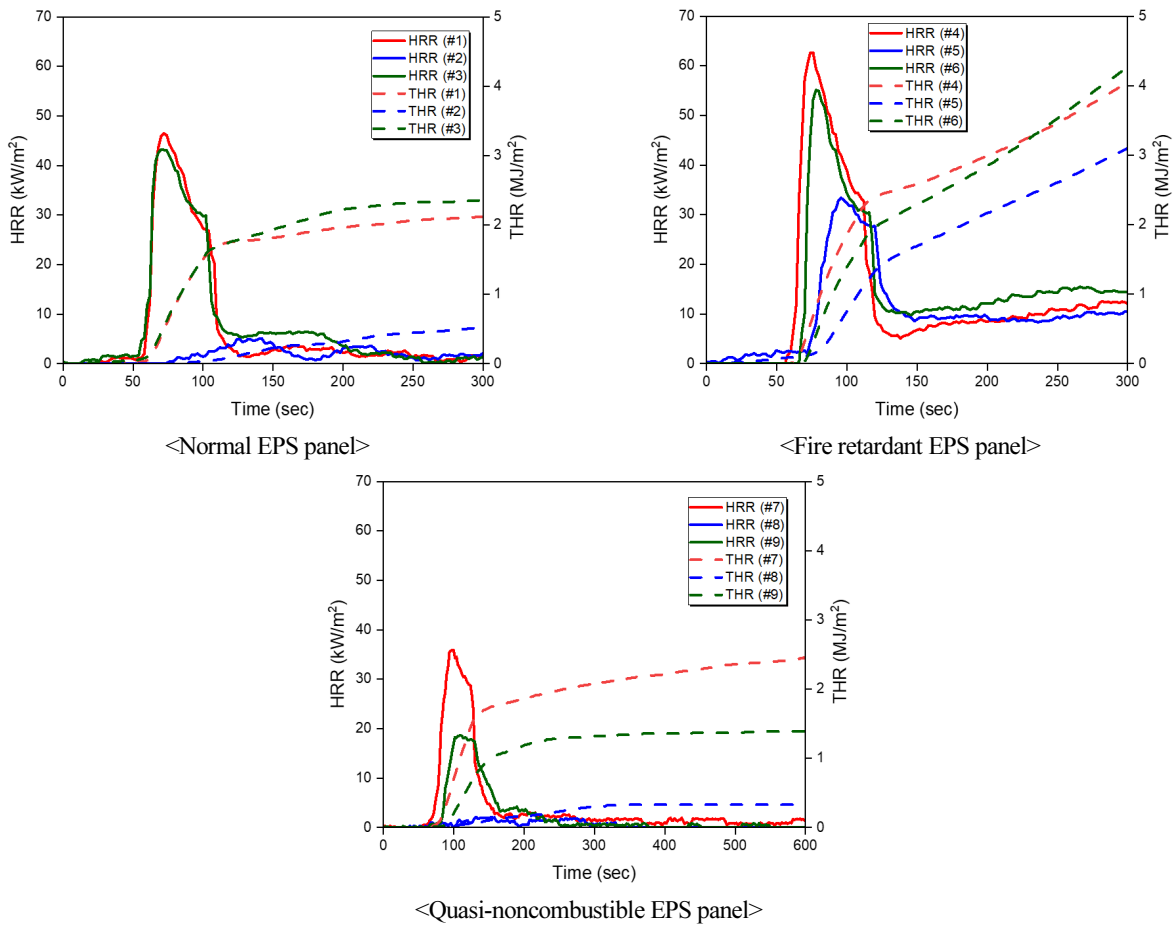 70
60
50
40
30
20
10
0
HRR (kW/m²)
5
4
3
2
1
0
THR (MJ/m²)
HRR (#1)
HRR (#2)
HRR (#3)
THR (#1)
THR (#2)
THR (#3)
0 50 100 150 200 250 300
Time (sec)
<Normal EPS panel>
70
60
50
40
30
20
10
0
HRR (kW/m²)
5
4
3
2
1
0
THR (MJ/m²)
HRR (#4)
HRR (#5)
HRR (#6)
THR (#4)
THR (#5)
THR (#6)
0 50 100 150 200 250 300
Time (sec)
<Fire retardant EPS panel>
70
60
50
40
30
20
10
0
HRR (kW/m²)
5
4
3
2
1
0
THR (MJ/m²)
HRR (#7)
HRR (#8)
HRR (#9)
THR (#7)
THR (#8)
THR (#9)
0 100 200 300 400 500 600
Time (sec)
<Quasi-noncombustible EPS panel>